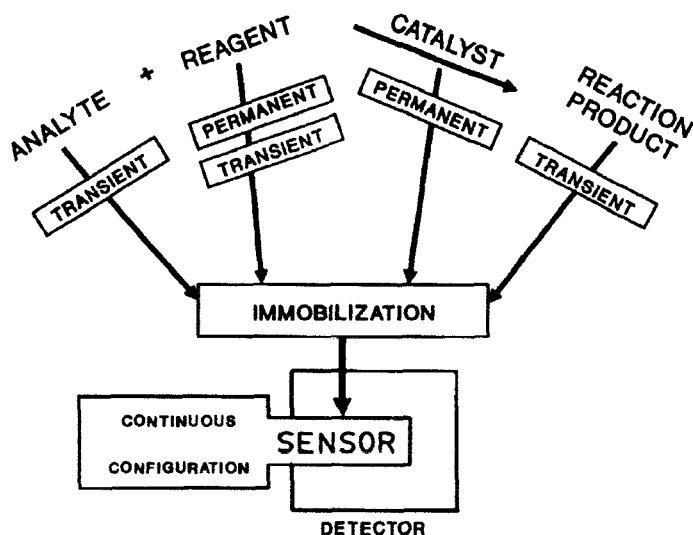 ANALYTE + REAGENT
CATALYST
REACTION
PRODUCT
TRANSIENT
PERMANENT
TRANSIENT
PERMANENT
TRANSIENT
IMMOBILIZATION
CONTINUOUS
CONFIGURATION
SENSOR
DETECTOR